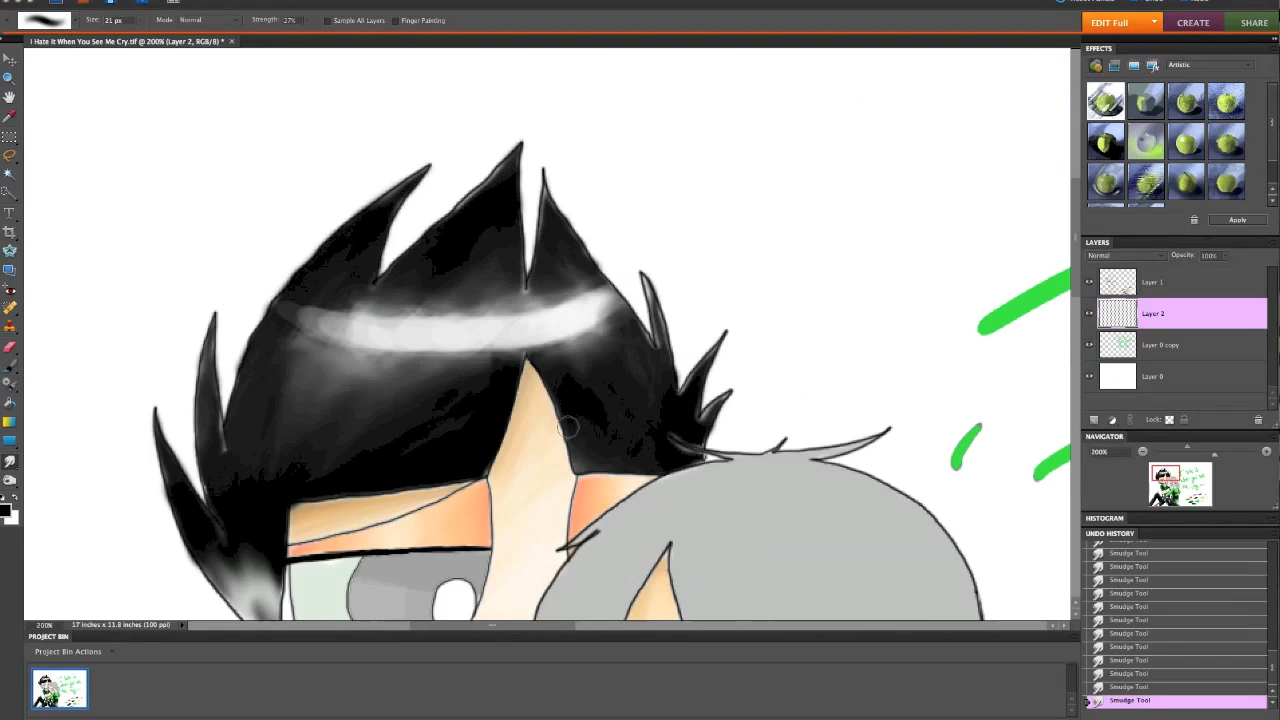 Size: 21 px Mode: Normal Strength: 27% Sample All Layers Finger Painting
EDIT Full CREATE SHARE
I Hate It When You See Me Cry.tif @ 200% (Layer 2, RGB/8) * ×
EFFECTS
Artistic
Apply
LAYERS
Normal Opacity: 100%
Layer 1
Layer 2
Layer 0 copy
Layer 0
Lock:
NAVIGATOR
200%
HISTOGRAM
UNDO HISTORY
Smudge Tool
Smudge Tool
Smudge Tool
Smudge Tool
Smudge Tool
Smudge Tool
Smudge Tool
Smudge Tool
Smudge Tool
Smudge Tool
Smudge Tool
Smudge Tool
200% 17 inches x 11.8 inches (100 ppi)
PROJECT BIN
Project Bin Actions